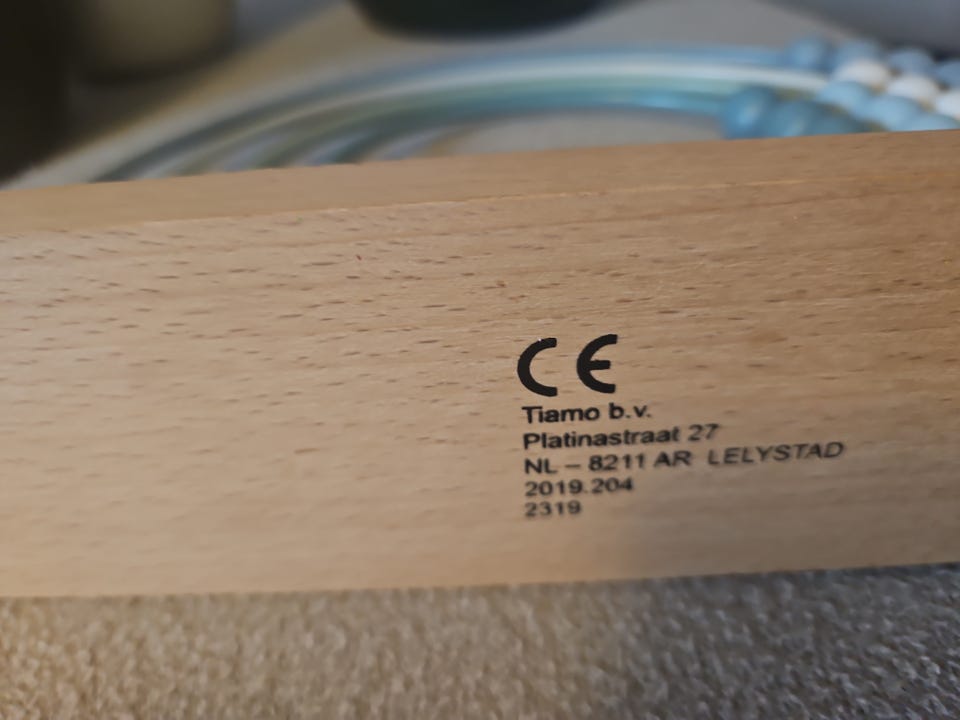 CE
Tiamo b.v.
Platinastraat 27
NL – 8211 AR LELYSTAD
2019.204
2319